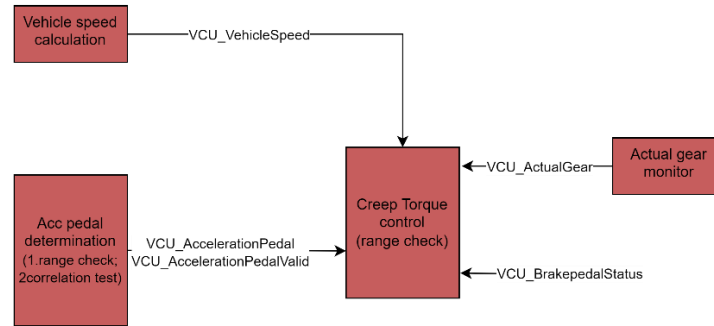 Vehicle speed
calculation
VCU_VehicleSpeed
VCU_ActualGear
Actual gear
monitor
Acc pedal
determination
(1.range check;
2correlation test)
VCU_AccelerationPedal
VCU_AccelerationPedalValid
Creep Torque
control
(range check)
VCU_BrakepedalStatus